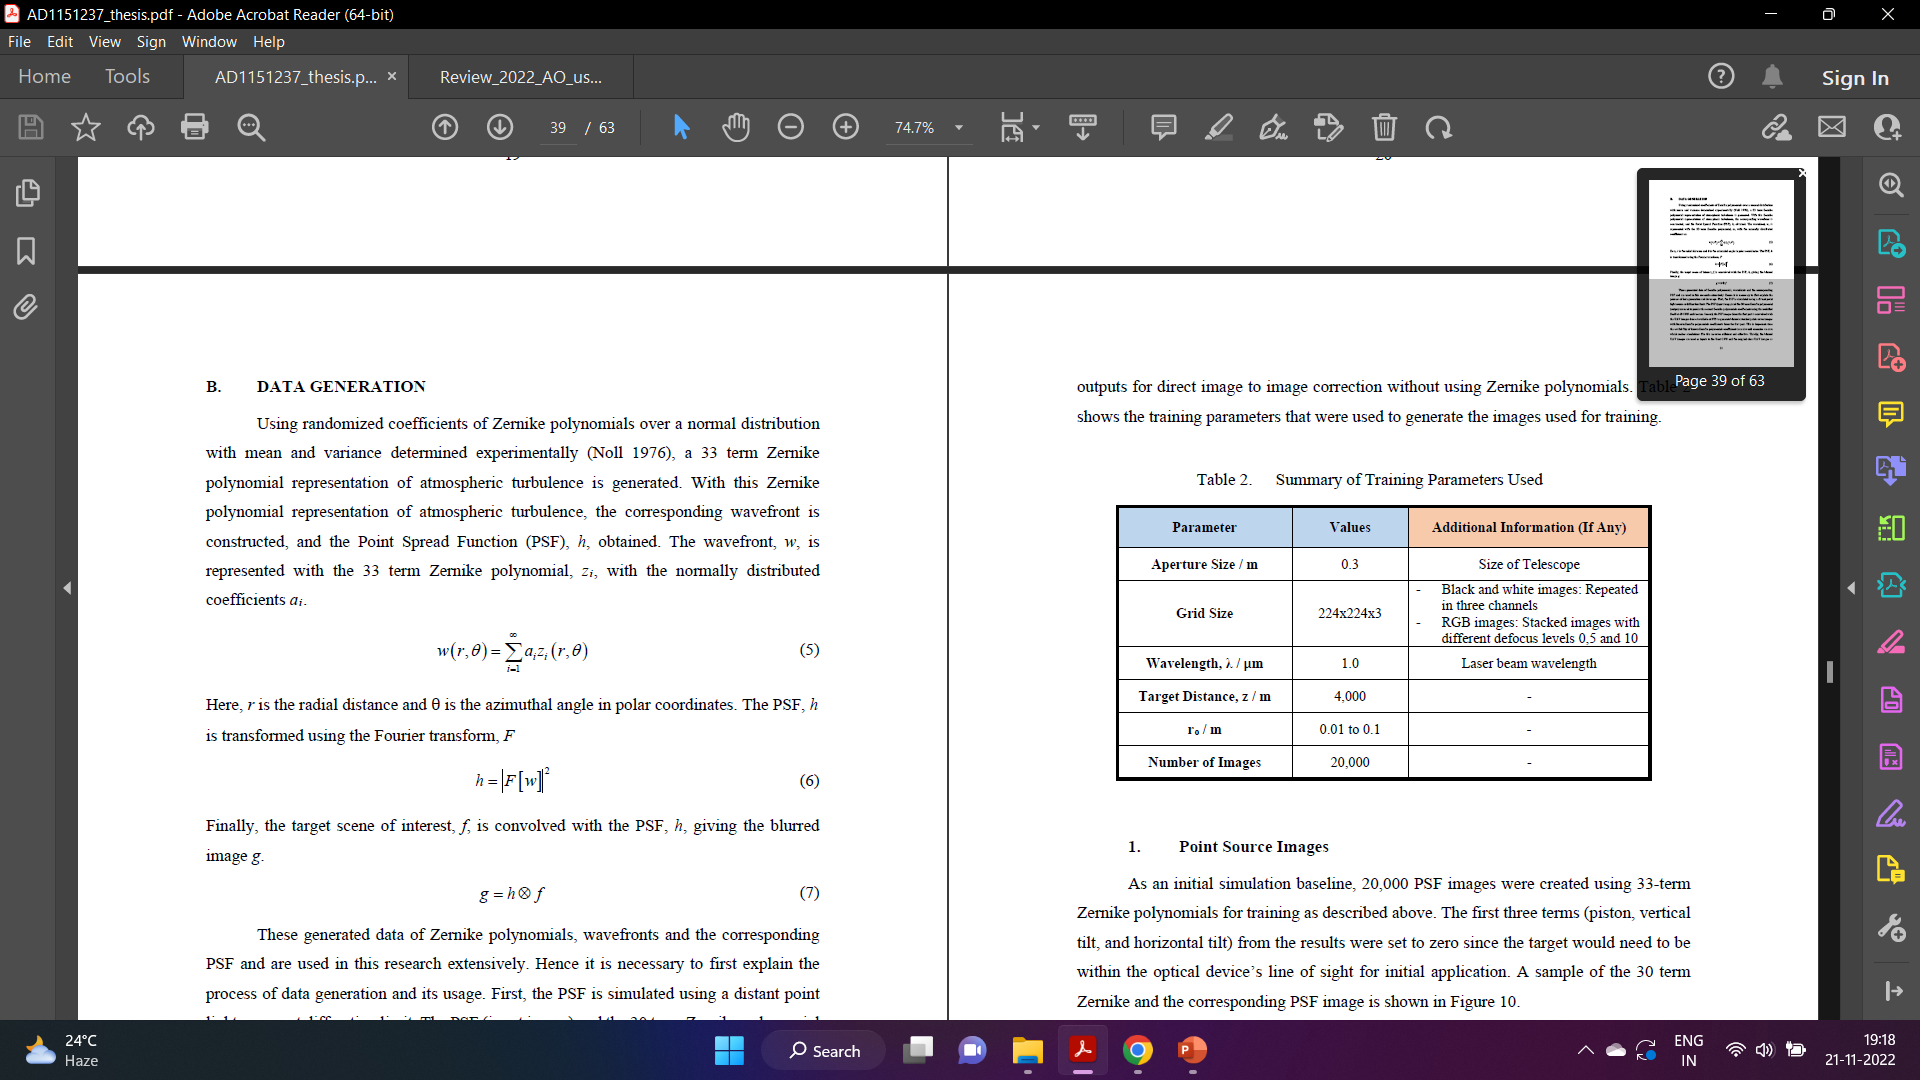 AD1151237_thesis.pdf - Adobe Acrobat Reader (64-bit)
File Edit View Sign Window Help
Home Tools AD1151237_thesis.p... × Review_2022_AO_us... Sign In
39 / 63 74.7%
Page 39 of 63
B. DATA GENERATION
Using randomized coefficients of Zernike polynomials over a normal distribution
with mean and variance determined experimentally (Noll 1976), a 33 term Zernike
polynomial representation of atmospheric turbulence is generated. With this Zernike
polynomial representation of atmospheric turbulence, the corresponding wavefront is
constructed, and the Point Spread Function (PSF), h, obtained. The wavefront, w, is
represented with the 33 term Zernike polynomial, zi, with the normally distributed
coefficients ai.
w(r,θ) = ∑_{i=1}^{∞} a_i z_i (r,θ) (5)
Here, r is the radial distance and θ is the azimuthal angle in polar coordinates. The PSF, h
is transformed using the Fourier transform, F
h = |F[w]|² (6)
Finally, the target scene of interest, f, is convolved with the PSF, h, giving the blurred
image g.
g = h ⊗ f (7)
These generated data of Zernike polynomials, wavefronts and the corresponding
PSF and are used in this research extensively. Hence it is necessary to first explain the
process of data generation and its usage. First, the PSF is simulated using a distant point
outputs for direct image to image correction without using Zernike polynomials. Table
shows the training parameters that were used to generate the images used for training.
Table 2. Summary of Training Parameters Used
Parameter Values Additional Information (If Any)
Aperture Size / m 0.3 Size of Telescope
Grid Size 224x224x3
- Black and white images: Repeated
in three channels
- RGB images: Stacked images with
different defocus levels 0,5 and 10
Wavelength, λ / μm 1.0 Laser beam wavelength
Target Distance, z / m 4,000 -
r₀ / m 0.01 to 0.1 -
Number of Images 20,000 -
1. Point Source Images
As an initial simulation baseline, 20,000 PSF images were created using 33-term
Zernike polynomials for training as described above. The first three terms (piston, vertical
tilt, and horizontal tilt) from the results were set to zero since the target would need to be
within the optical device's line of sight for initial application. A sample of the 30 term
Zernike and the corresponding PSF image is shown in Figure 10.
24°C
Haze
Search
ENG
IN
19:18
21-11-2022